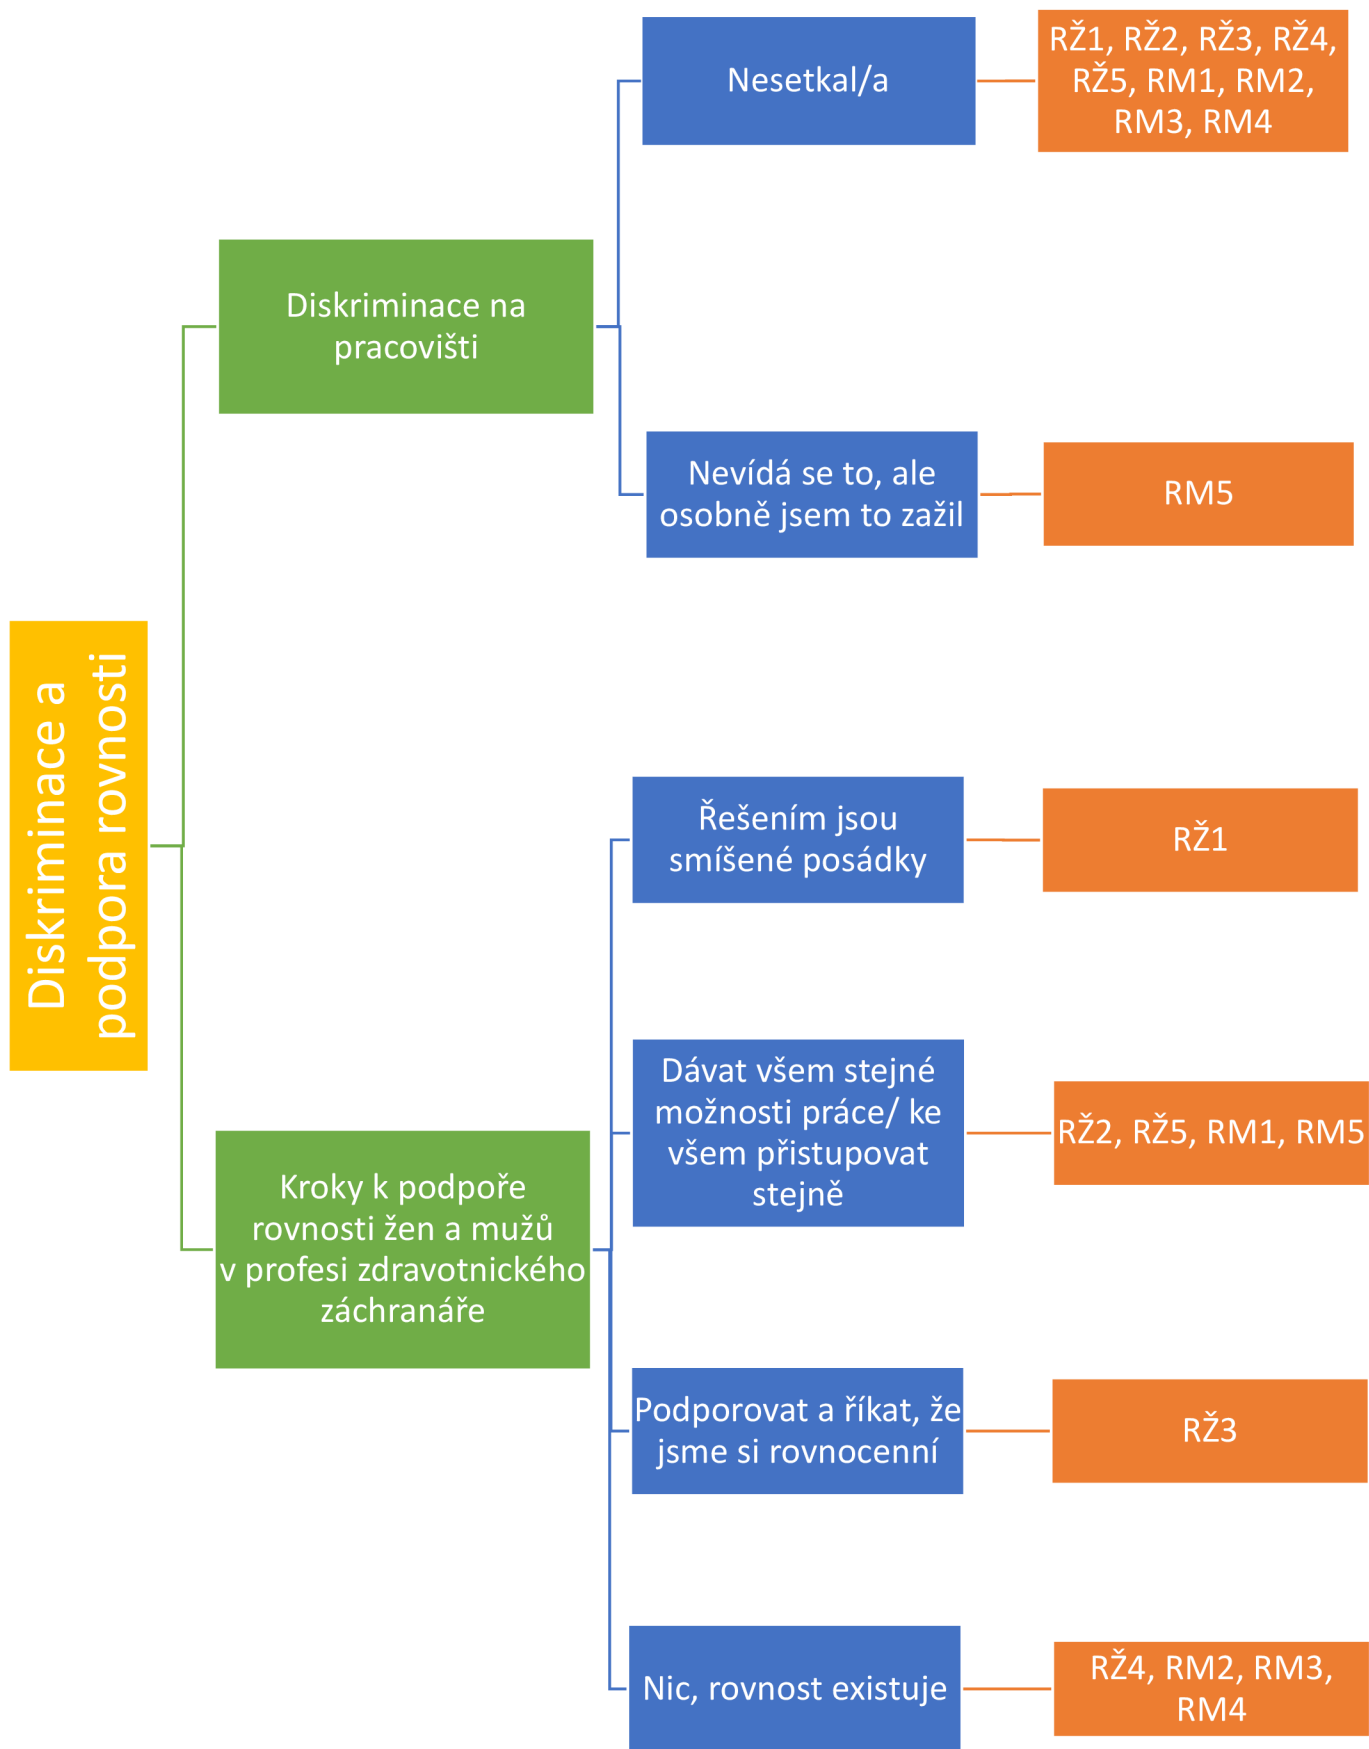 Diskriminace a
podpora rovnosti
Diskriminace na
pracovišti
Nesetkal/a
RŽ1, RŽ2, RŽ3, RŽ4,
RŽ5, RM1, RM2,
RM3, RM4
Nevídá se to, ale
osobně jsem to zažil
RM5
Kroky k podpoře
rovnosti žen a mužů
v profesi zdravotnického
záchranáře
Řešením jsou
smíšené posádky
RŽ1
Dávat všem stejné
možnosti práce/ ke
všem přistupovat
stejně
RŽ2, RŽ5, RM1, RM5
Podporovat a říkat, že
jsme si rovnocenní
RŽ3
Nic, rovnost existuje
RŽ4, RM2, RM3,
RM4